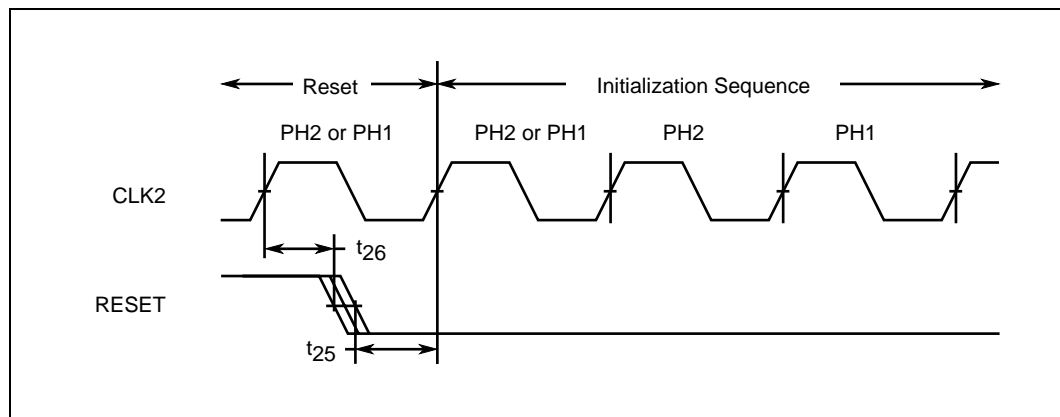 Reset
Initialization Sequence
PH2 or PH1
PH2 or PH1
PH2
PH1
CLK2
t26
RESET
t25